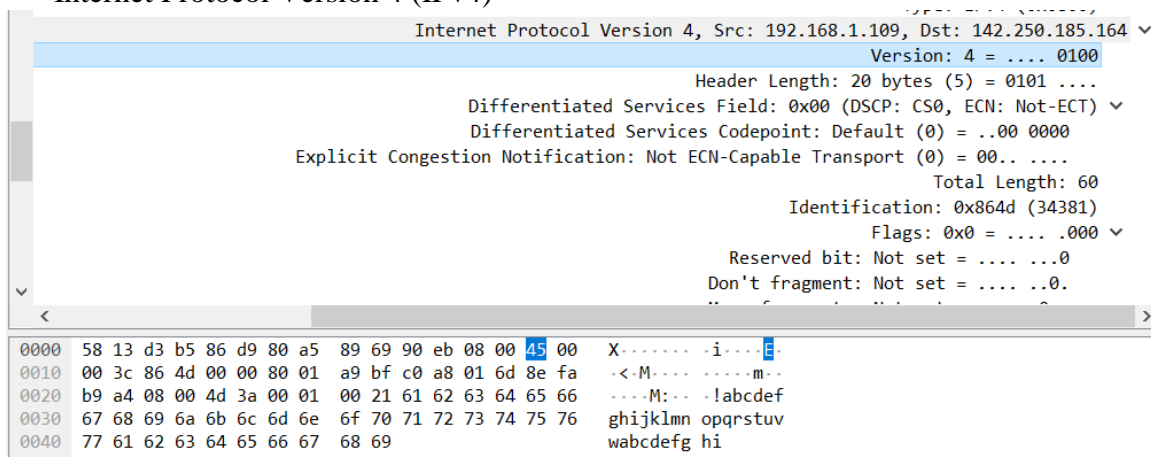 Internet Protocol Version 4, Src: 192.168.1.109, Dst: 142.250.185.164
Version: 4 = .... 0100
Header Length: 20 bytes (5) = 0101 ....
Differentiated Services Field: 0x00 (DSCP: CS0, ECN: Not-ECT)
Differentiated Services Codepoint: Default (0) = ..00 0000
Explicit Congestion Notification: Not ECN-Capable Transport (0) = 00.. ....
Total Length: 60
Identification: 0x864d (34381)
Flags: 0x0 = .... .000
Reserved bit: Not set = .... ...0
Don't fragment: Not set = .... ..0.
0000 58 13 d3 b5 86 d9 80 a5 89 69 90 eb 08 00 45 00 X······· ·i····E·
0010 00 3c 86 4d 00 00 80 01 a9 bf c0 a8 01 6d 8e fa ·<·M···· ·····m··
0020 b9 a4 08 00 4d 3a 00 01 00 21 61 62 63 64 65 66 ····M:·· ·!abcdef
0030 67 68 69 6a 6b 6c 6d 6e 6f 70 71 72 73 74 75 76 ghijklmn opqrstuv
0040 77 61 62 63 64 65 66 67 68 69 wabcdefg hi